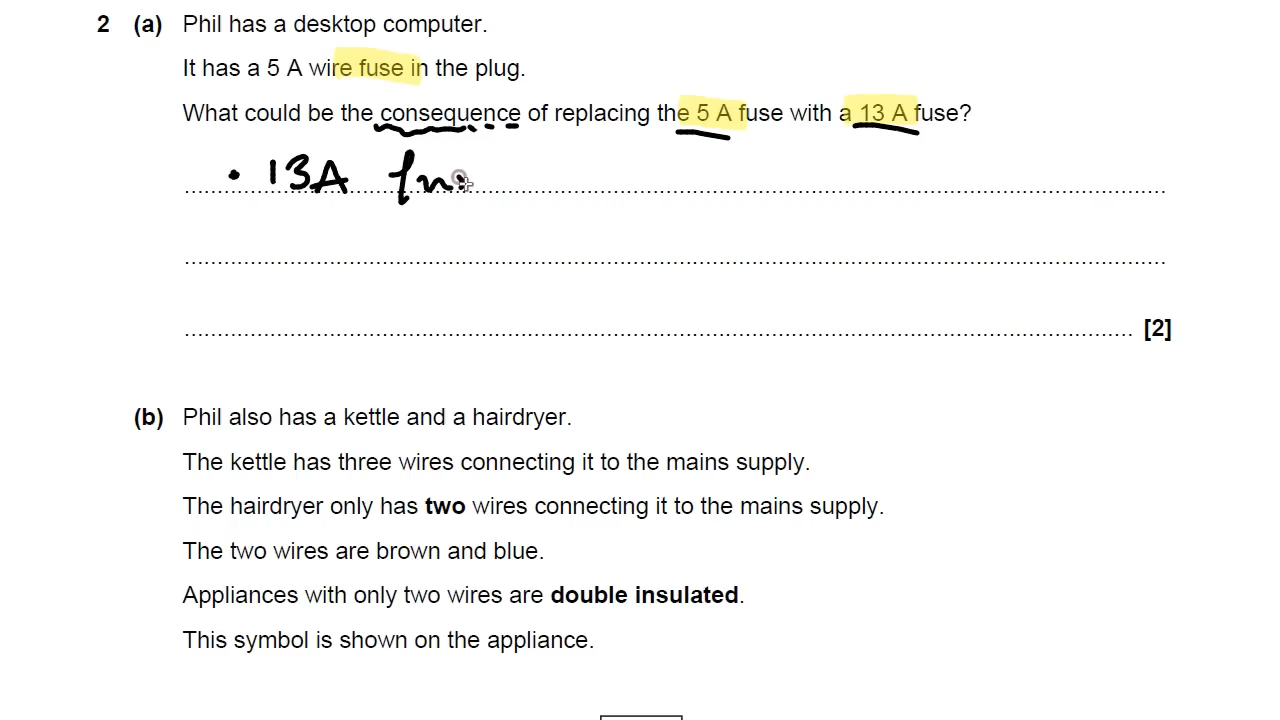 2 (a) Phil has a desktop computer.
It has a 5 A wire fuse in the plug.
What could be the consequence of replacing the 5 A fuse with a 13 A fuse?
• 13A
[2]
(b) Phil also has a kettle and a hairdryer.
The kettle has three wires connecting it to the mains supply.
The hairdryer only has two wires connecting it to the mains supply.
The two wires are brown and blue.
Appliances with only two wires are double insulated.
This symbol is shown on the appliance.